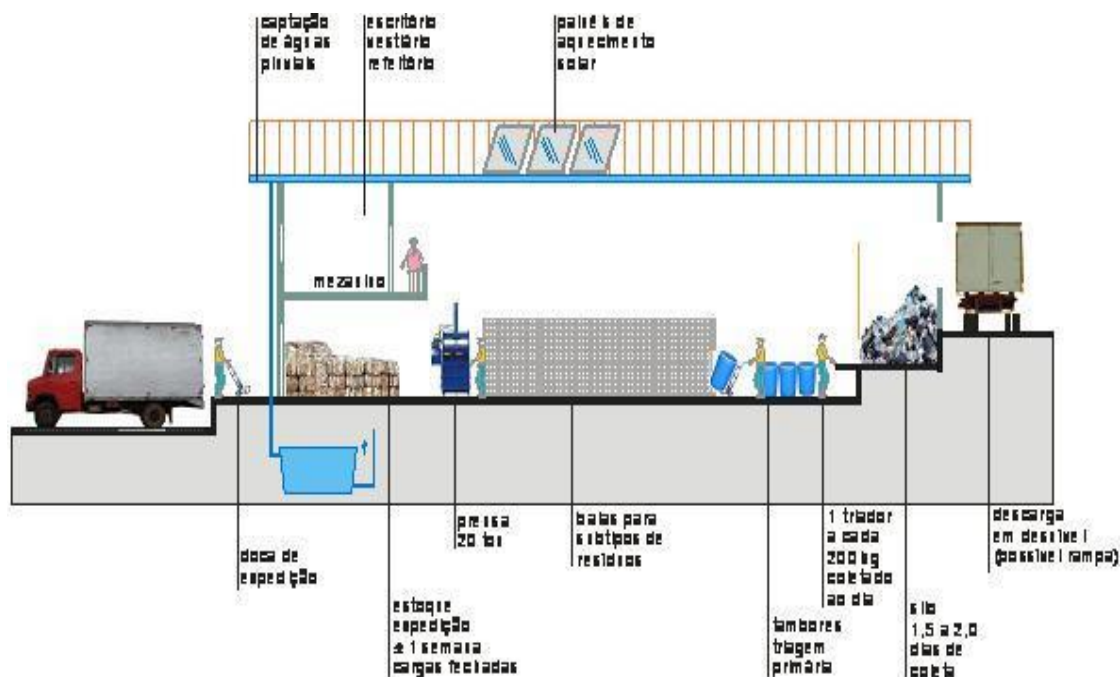 captação
de águas
pluviais
escritório
vestiário
refeitório
painéis de
aquecimento
solar
mezanino
doca de
expedição
estoque
expedição
± 1 semana
cargas fechadas
prensa
20 ton
baias para
subtipos de
resíduos
tambores
triagem
primária
1 triador
a cada
200 kg
coletado
ao dia
silo
1,5 a 2,0
dias de
coleta
descarga
em desnível
(possível rampa)